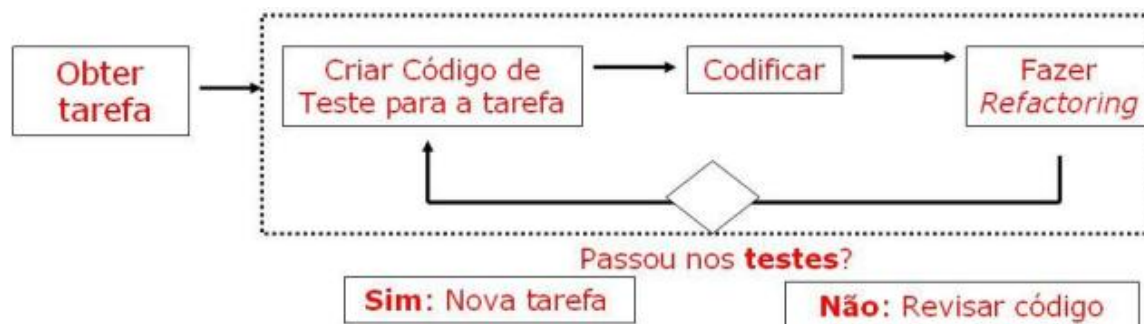 Obter
tarefa
Criar Código de
Teste para a tarefa
Codificar
Fazer
Refactoring
Passou nos testes?
Sim: Nova tarefa
Não: Revisar código